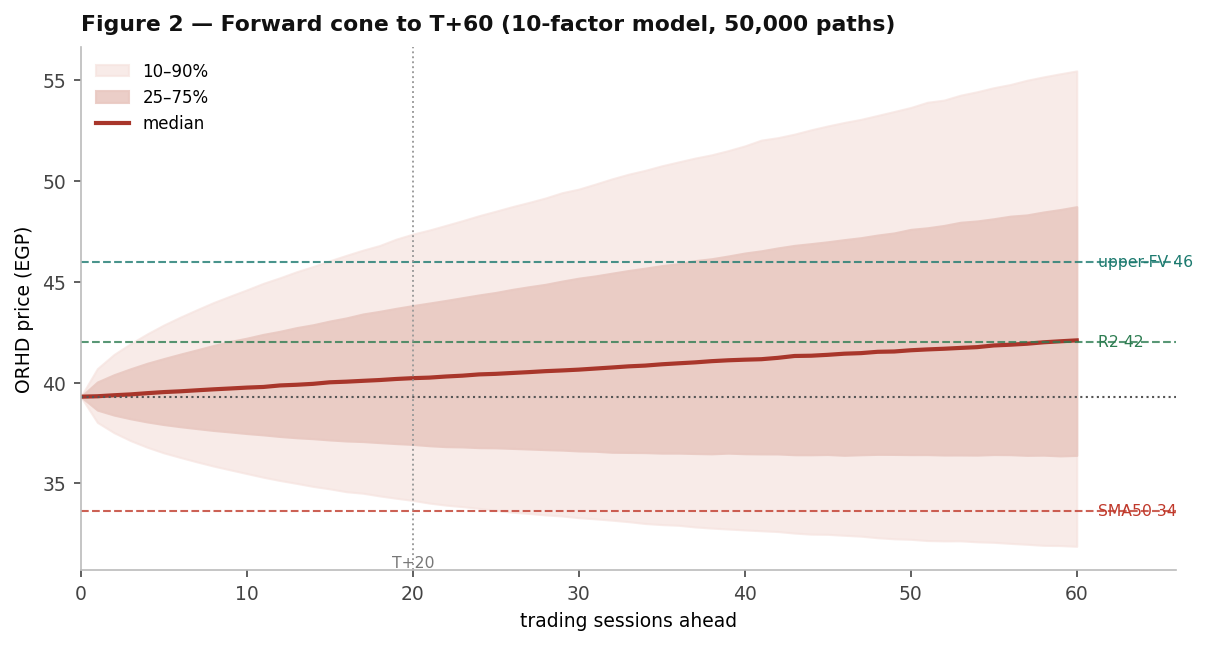 Figure 2 — Forward cone to T+60 (10-factor model, 50,000 paths)
10–90%
25–75%
median
ORHD price (EGP)
55
50
45
40
35
upper FV 46
R2 42
SMA50 34
T+20
0 10 20 30 40 50 60
trading sessions ahead